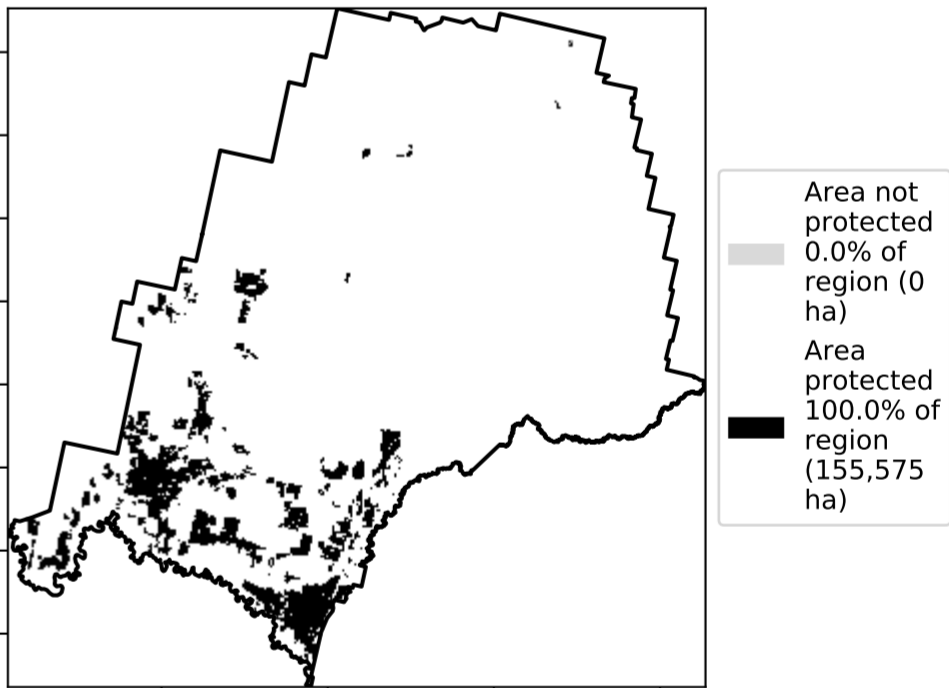 Area not
protected
0.0% of
region (0
ha)
Area
protected
100.0% of
region
(155,575
ha)